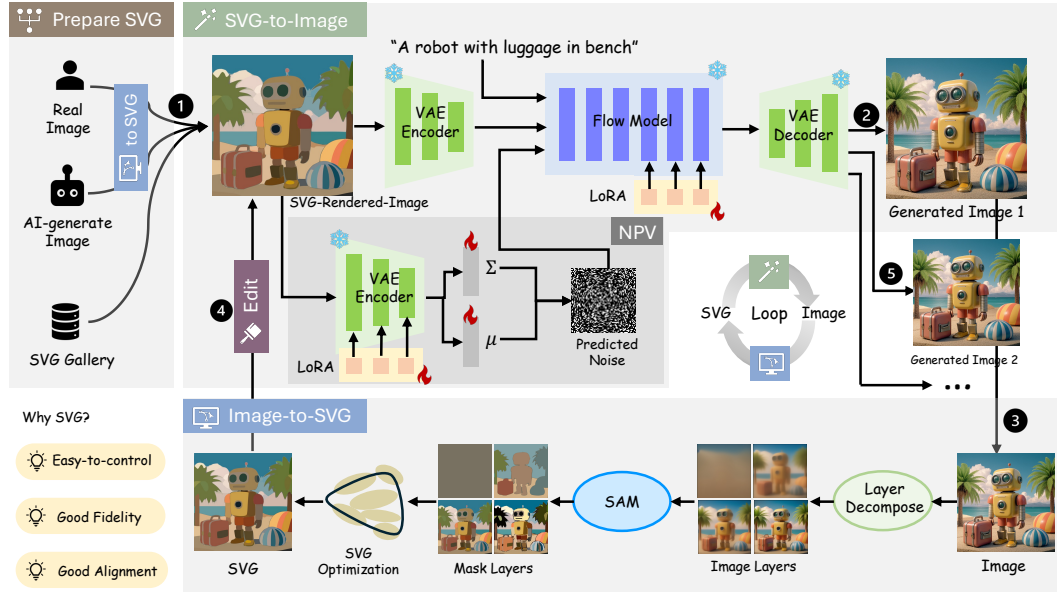 Prepare SVG
Real
Image
to SVG
AI-generate
Image
SVG Gallery
1
SVG-to-Image
"A robot with luggage in bench"
SVG-Rendered-Image
VAE
Encoder
Flow Model
LoRA
VAE
Decoder
2
Generated Image 1
5
Generated Image 2
...
NPV
VAE
Encoder
LoRA
Σ
μ
Predicted
Noise
SVG
Loop
Image
4
Edit
3
Why SVG?
Easy-to-control
Good Fidelity
Good Alignment
Image-to-SVG
SVG
SVG
Optimization
Mask Layers
SAM
Image Layers
Layer
Decompose
Image